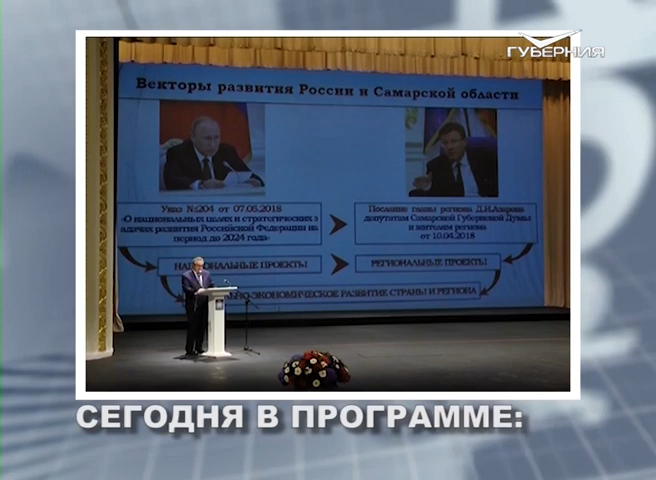 ГУБЕРНИЯ
Векторы развития России и Самарской области
Указ №204 от 07.05.2018
«О национальных целях и стратегических з
адачах развития Российской Федерации на
период до 2024 года»
Послание главы региона Д.И.Азарова
депутатам Самарской Губернской Думы
и жителям региона
от 10.04.2018
НАЦИОНАЛЬНЫЕ ПРОЕКТЫ
РЕГИОНАЛЬНЫЕ ПРОЕКТЫ
ЭКОНОМИЧЕСКОЕ РАЗВИТИЕ СТРАНЫ И РЕГИОНА
СЕГОДНЯ В ПРОГРАММЕ: